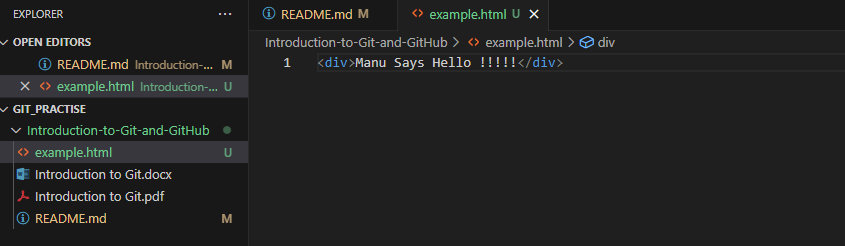 EXPLORER ...
OPEN EDITORS
README.md Introduction-... M
example.html Introduction-... U
GIT_PRACTISE
Introduction-to-Git-and-GitHub
example.html U
Introduction to Git.docx
Introduction to Git.pdf
README.md M
README.md M example.html U
Introduction-to-Git-and-GitHub > example.html > div
1 <div>Manu Says Hello !!!!!</div>